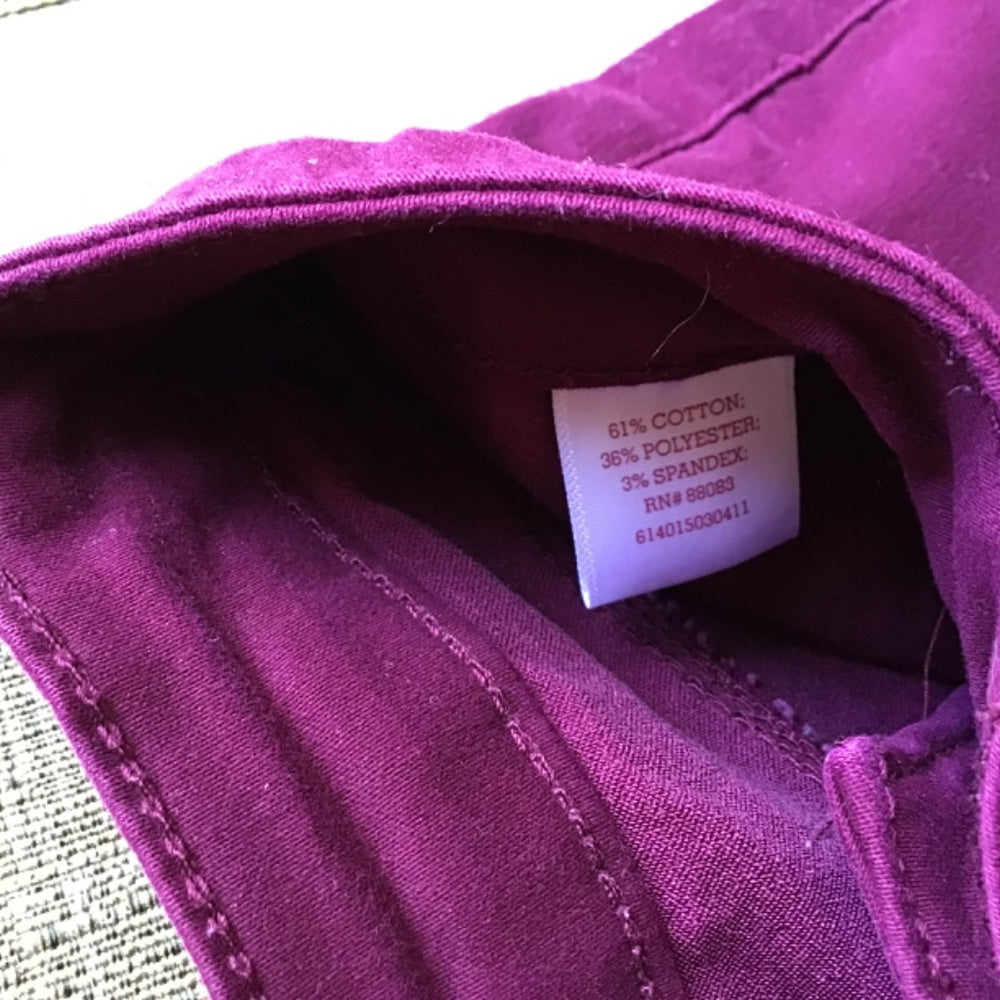 61% COTTON;
36% POLYESTER;
3% SPANDEX;
RN# 88083
614015030411